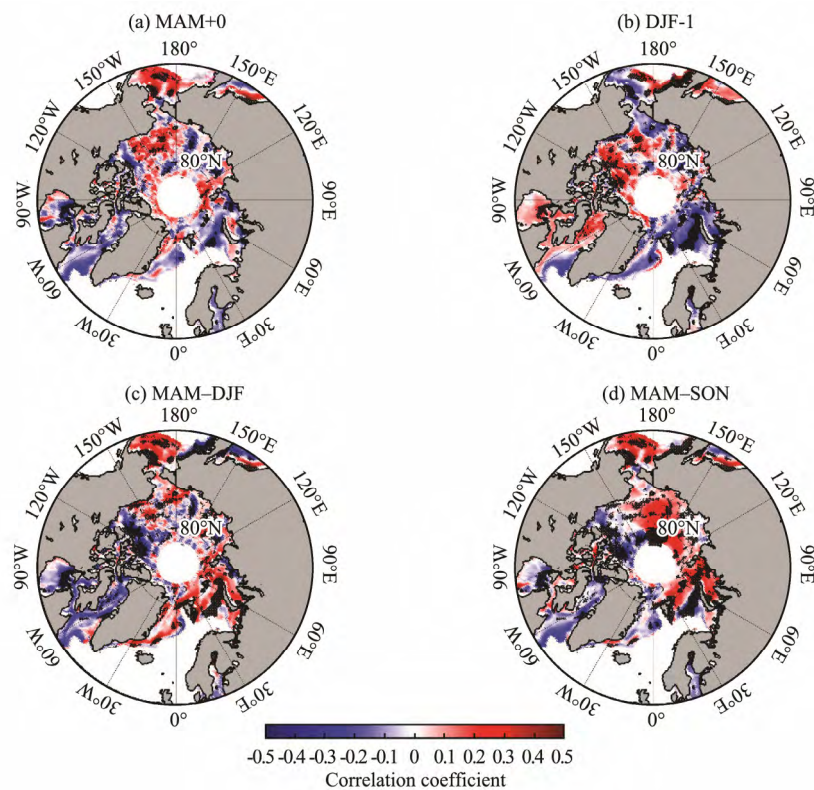 (a) MAM+0
180°
150°W
150°E
120°W
120°E
80°N
90°W
90°E
60°W
60°E
30°W
30°E
0°
(b) DJF-1
180°
150°W
150°E
120°W
120°E
80°N
90°W
90°E
60°W
60°E
30°W
30°E
0°
(c) MAM–DJF
180°
150°W
150°E
120°W
120°E
80°N
90°W
90°E
60°W
60°E
30°W
30°E
0°
(d) MAM–SON
180°
150°W
150°E
120°W
120°E
80°N
90°W
90°E
60°W
60°E
30°W
30°E
0°
-0.5 -0.4 -0.3 -0.2 -0.1 0 0.1 0.2 0.3 0.4 0.5
Correlation coefficient